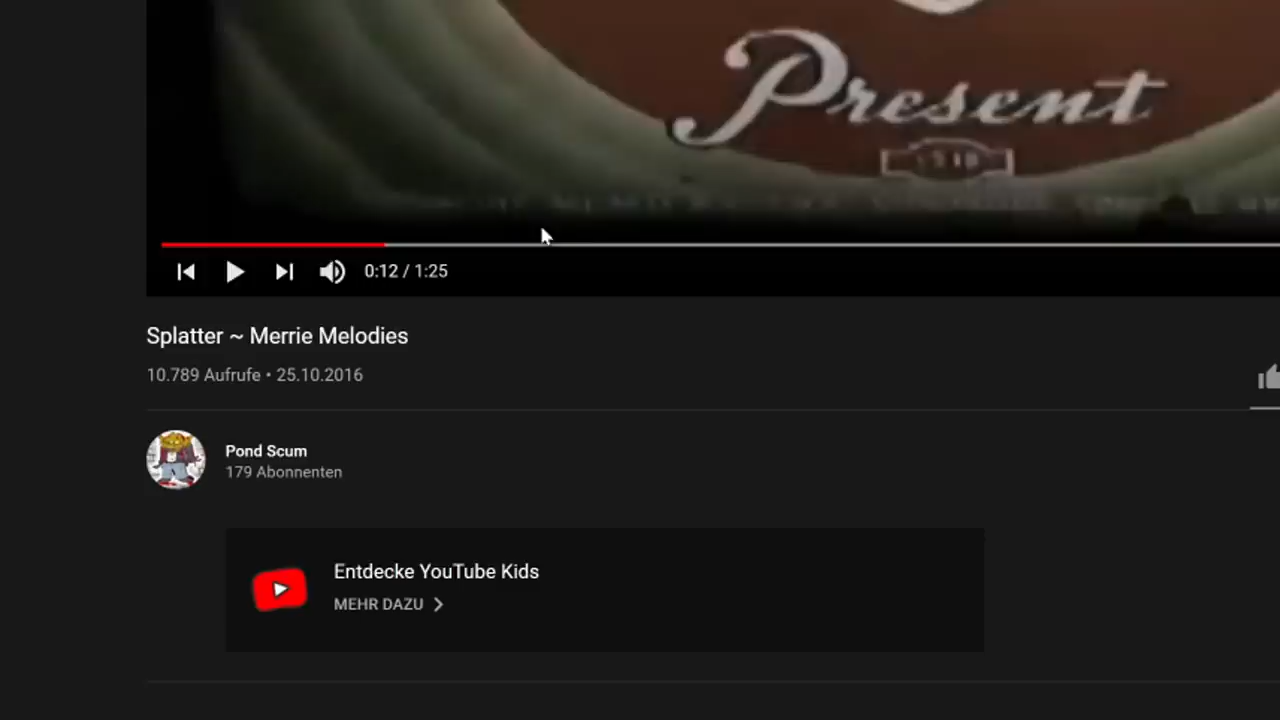 Present
0:12 / 1:25
Splatter ~ Merrie Melodies
10.789 Aufrufe • 25.10.2016
Pond Scum
179 Abonnenten
Entdecke YouTube Kids
MEHR DAZU